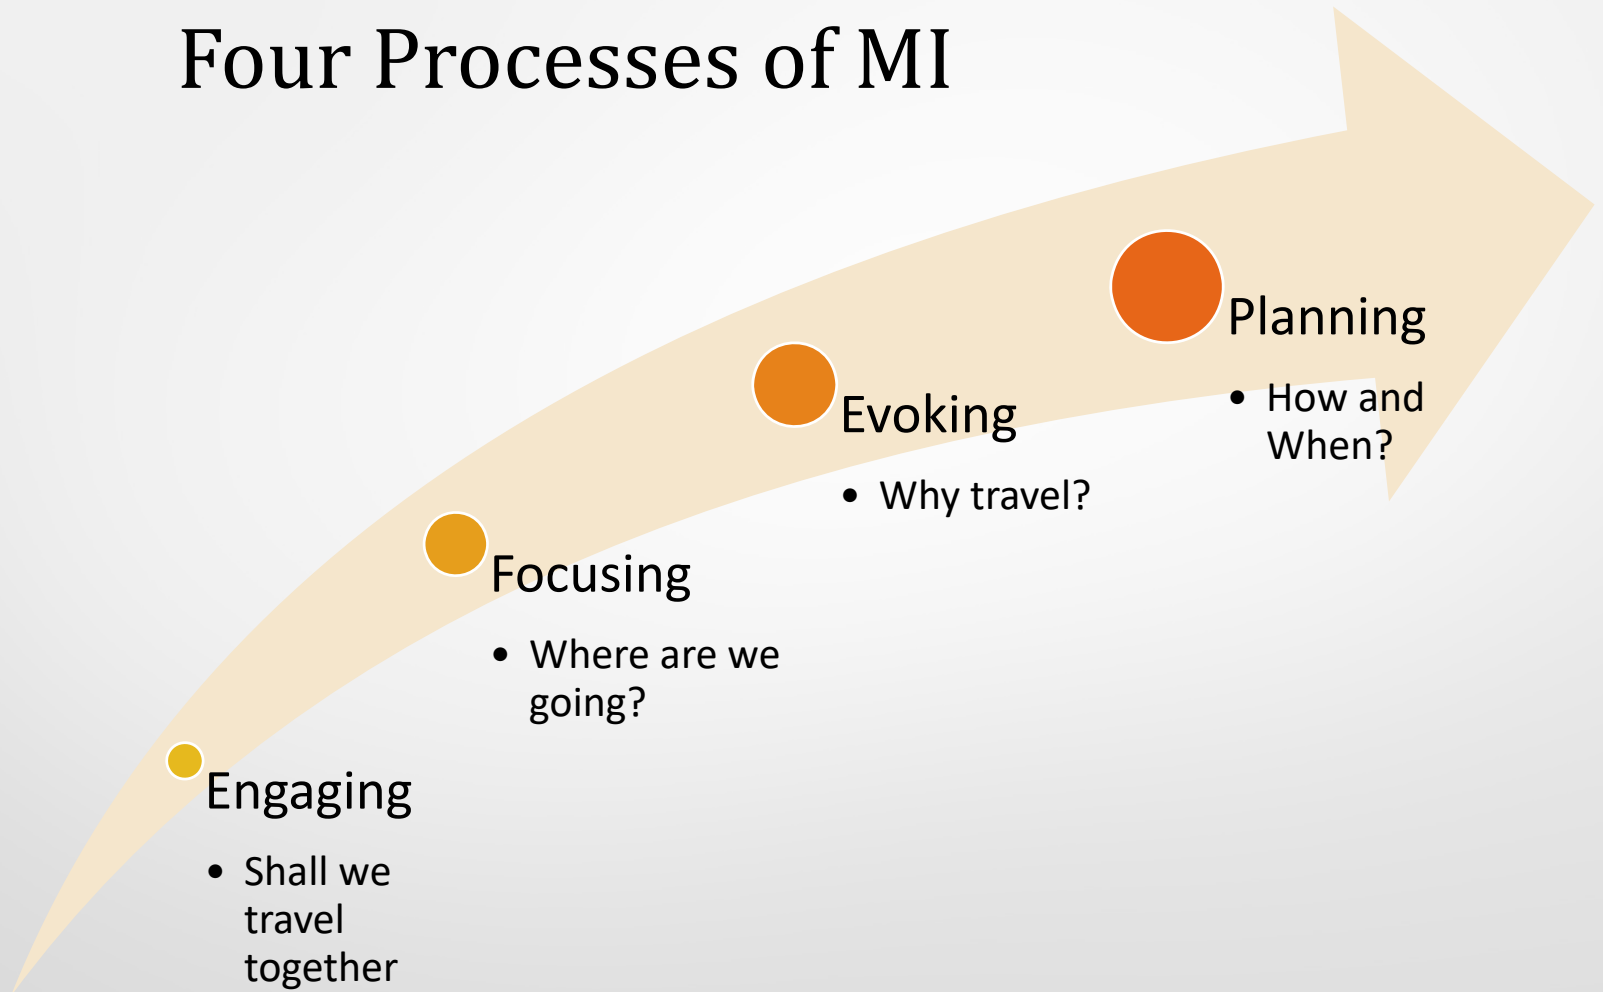 Four Processes of MI
Engaging
• Shall we
travel
together
Focusing
• Where are we
going?
Evoking
• Why travel?
Planning
• How and
When?